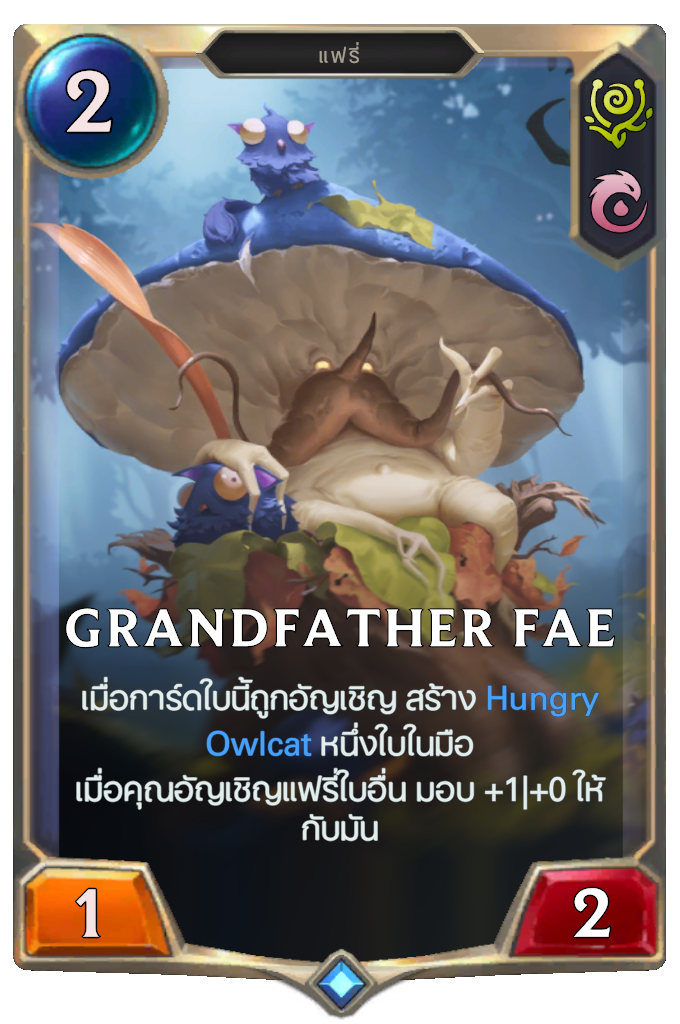 2
แฟรี่
GRANDFATHER FAE
เมื่อการ์ดใบนี้ถูกอัญเชิญ สร้าง Hungry
Owlcat หนึ่งใบในมือ
เมื่อคุณอัญเชิญแฟรี่ใบอื่น มอบ +1|+0 ให้
กับมัน
1
2